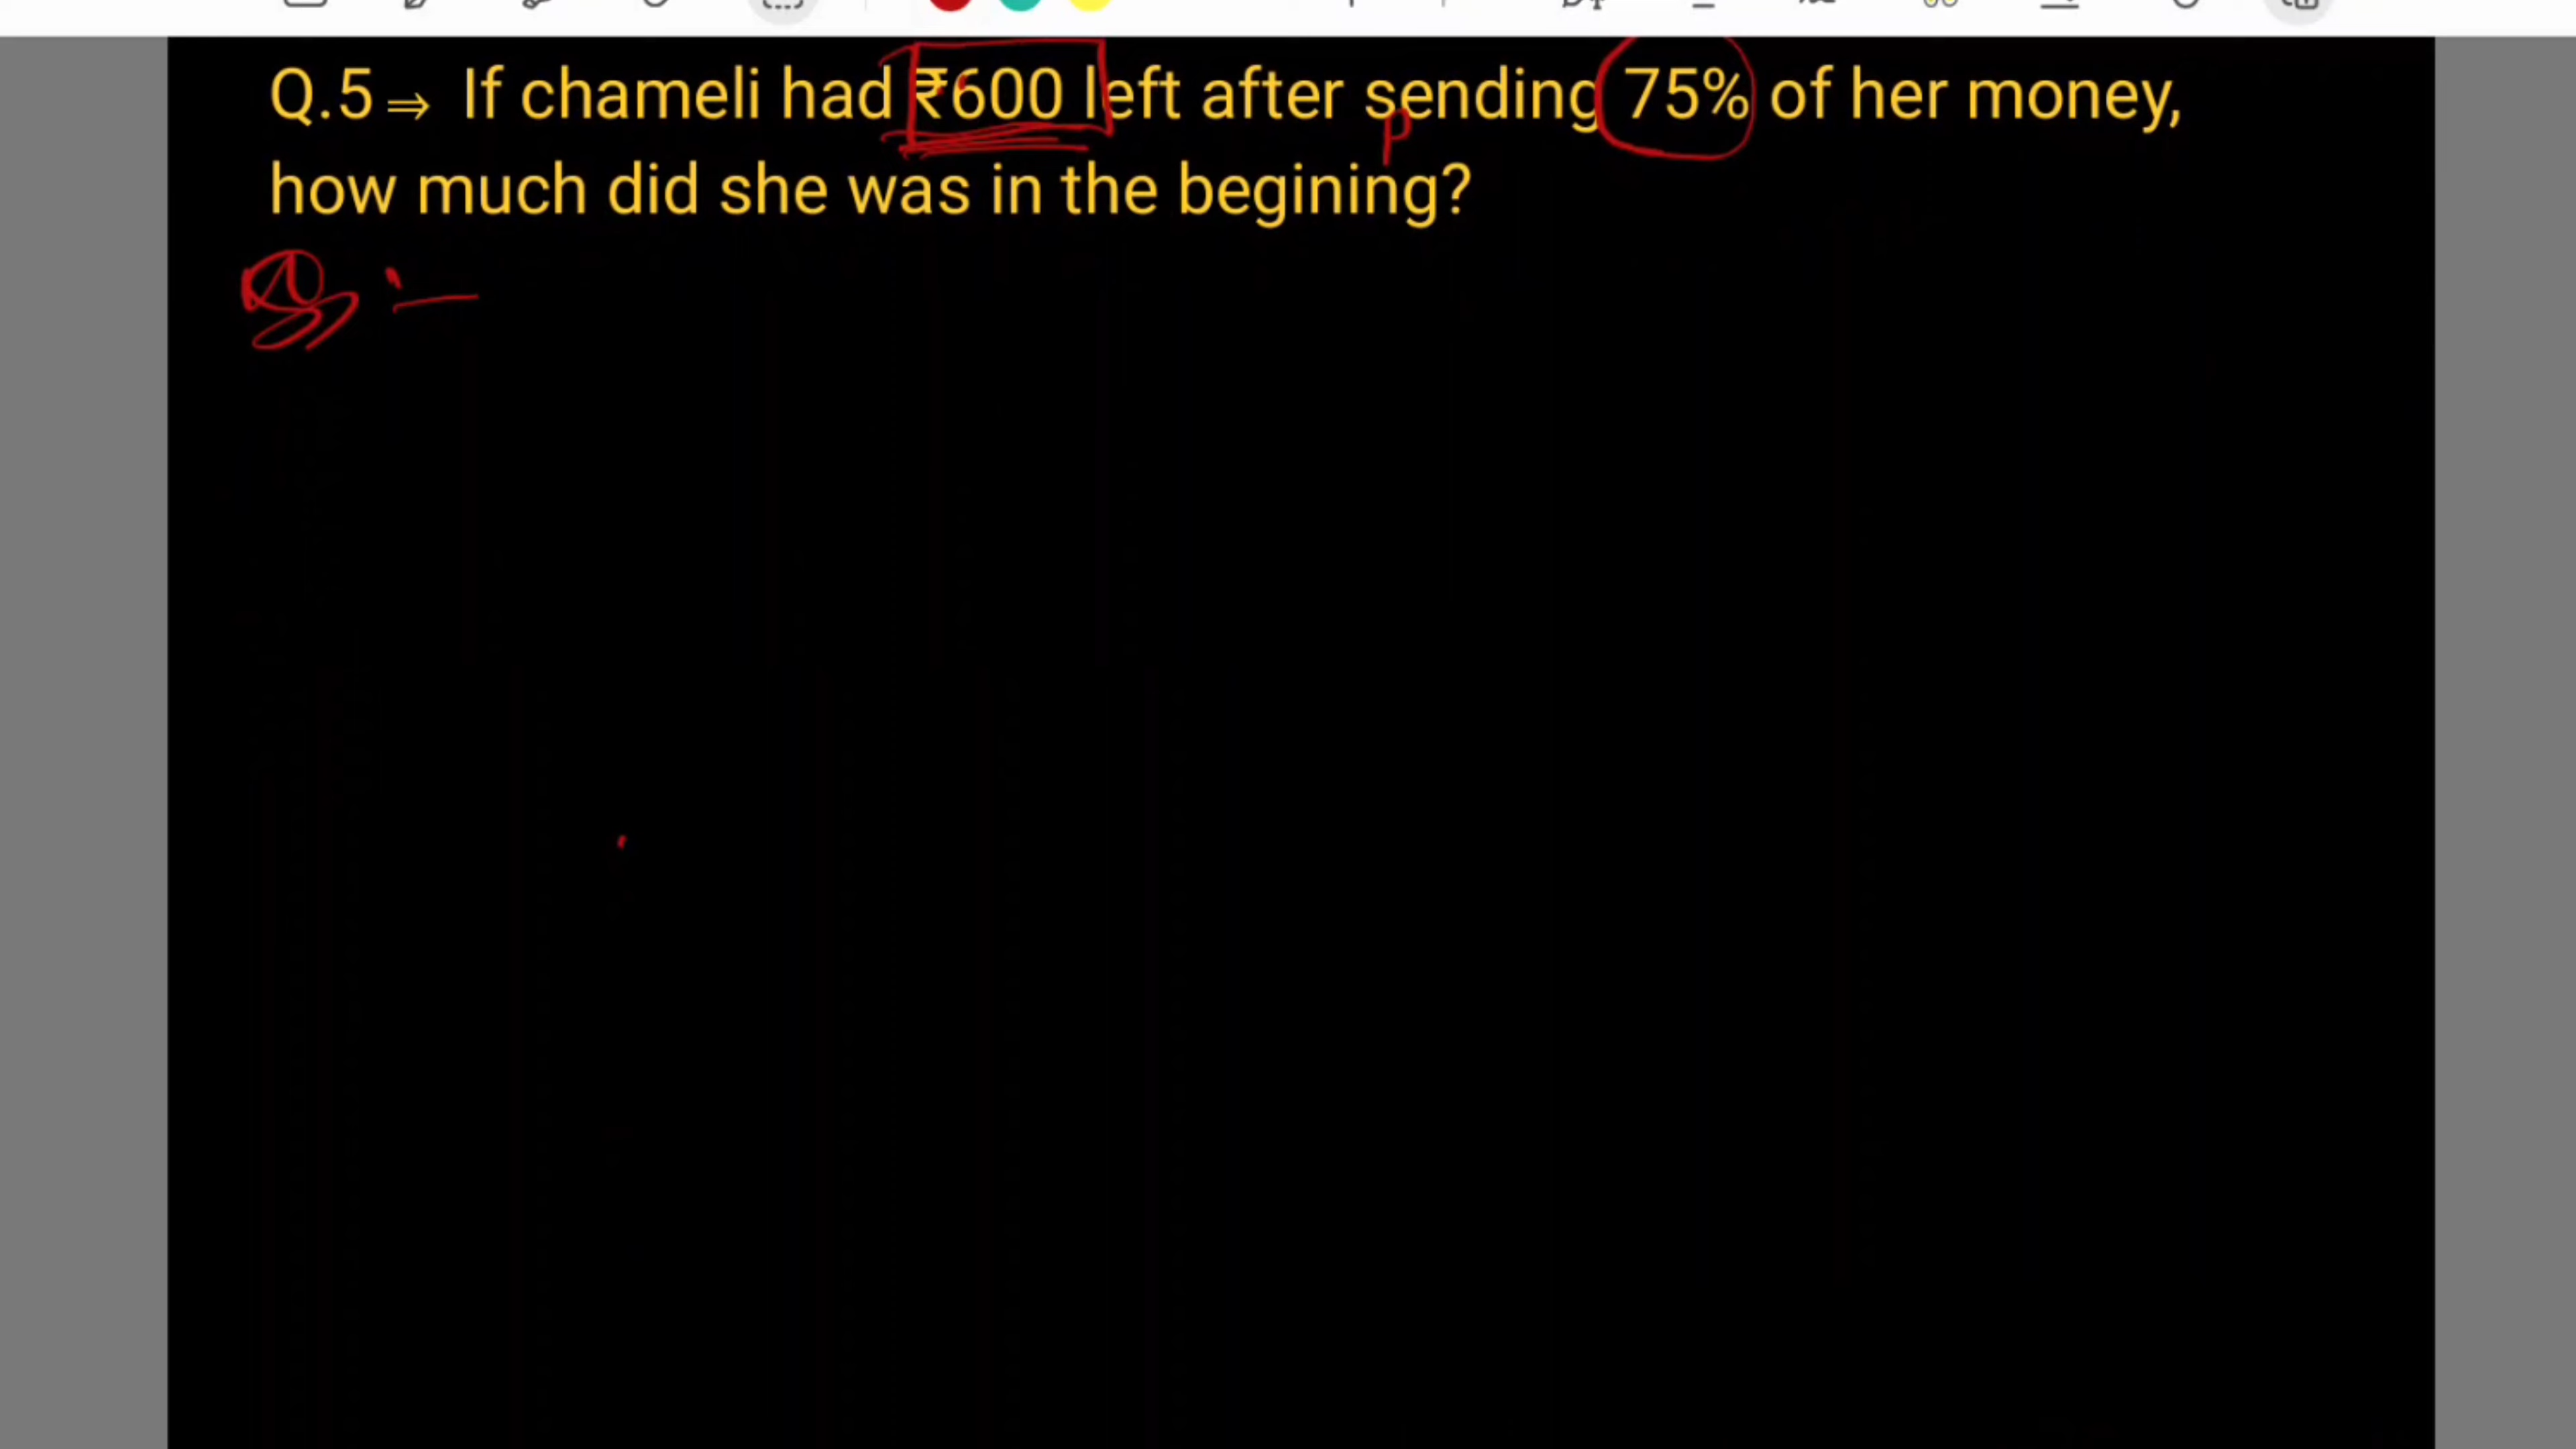 Q.5⇒ If chameli had ₹600 left after sending 75% of her money,
p
how much did she was in the begining?